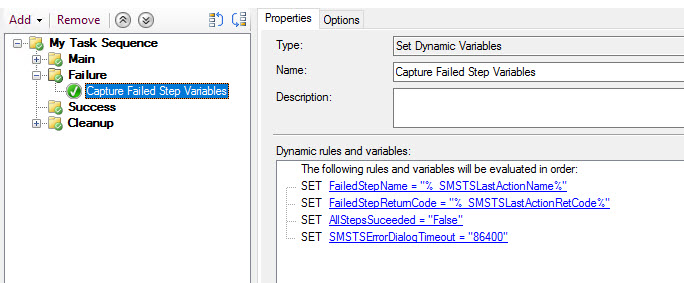 Add Remove
My Task Sequence
Main
Failure
Capture Failed Step Variables
Success
Cleanup
Properties Options
Type: Set Dynamic Variables
Name: Capture Failed Step Variables
Description:
Dynamic rules and variables:
The following rules and variables will be evaluated in order:
SET FailedStepName = "%_SMSTSLastActionName%"
SET FailedStepReturnCode = "%_SMSTSLastActionRetCode%"
SET AllStepsSuceeded = "False"
SET SMSTSErrorDialogTimeout = "86400"